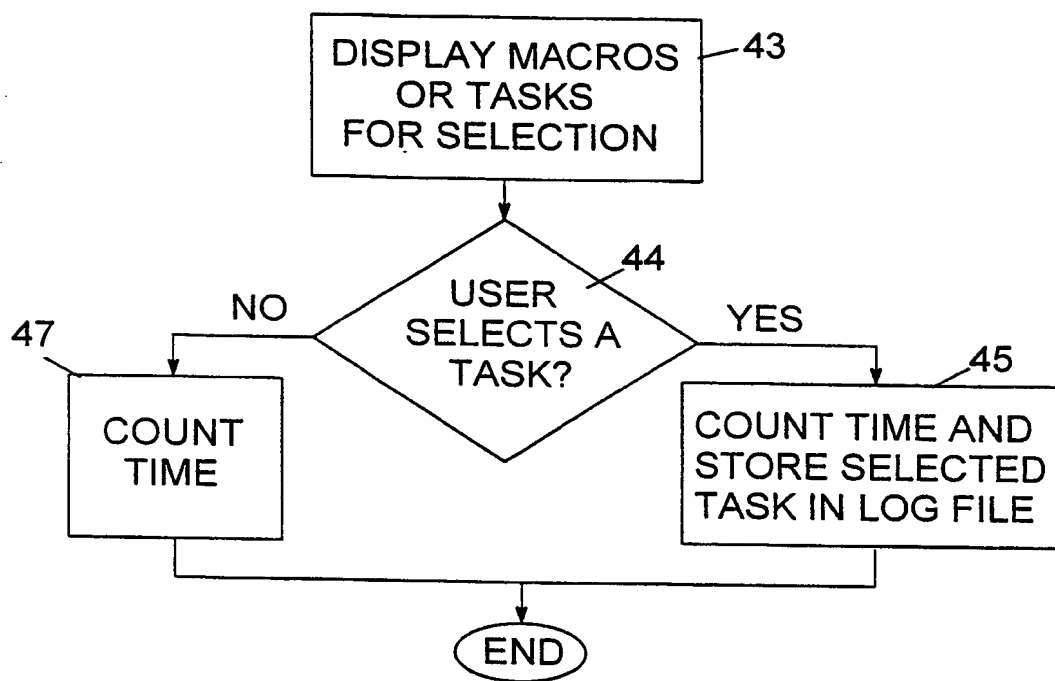 DISPLAY MACROS
OR TASKS
FOR SELECTION
43
USER
SELECTS A
TASK?
44
NO
YES
47
COUNT
TIME
45
COUNT TIME AND
STORE SELECTED
TASK IN LOG FILE
END